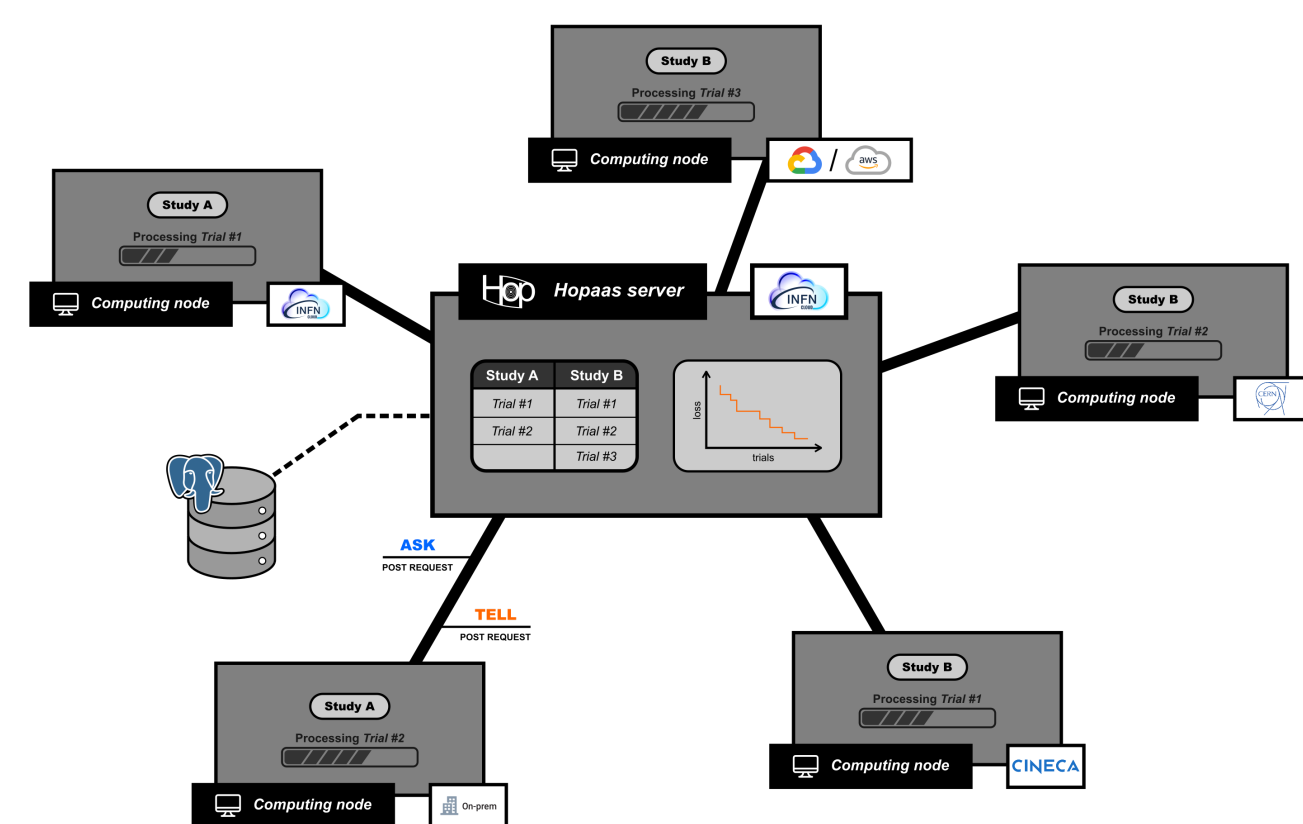 Study B
Processing Trial #3
Computing node
/
aws
Study A
Processing Trial #1
Computing node
INFN
CLOUD
Hop
Hopaas server
INFN
CLOUD
Study B
Processing Trial #2
Computing node
CERN
Study A Study B
Trial #1 Trial #1
Trial #2 Trial #2
Trial #3
loss
trials
ASK
POST REQUEST
TELL
POST REQUEST
Study A
Processing Trial #2
Computing node
On-prem
Study B
Processing Trial #1
Computing node
CINECA